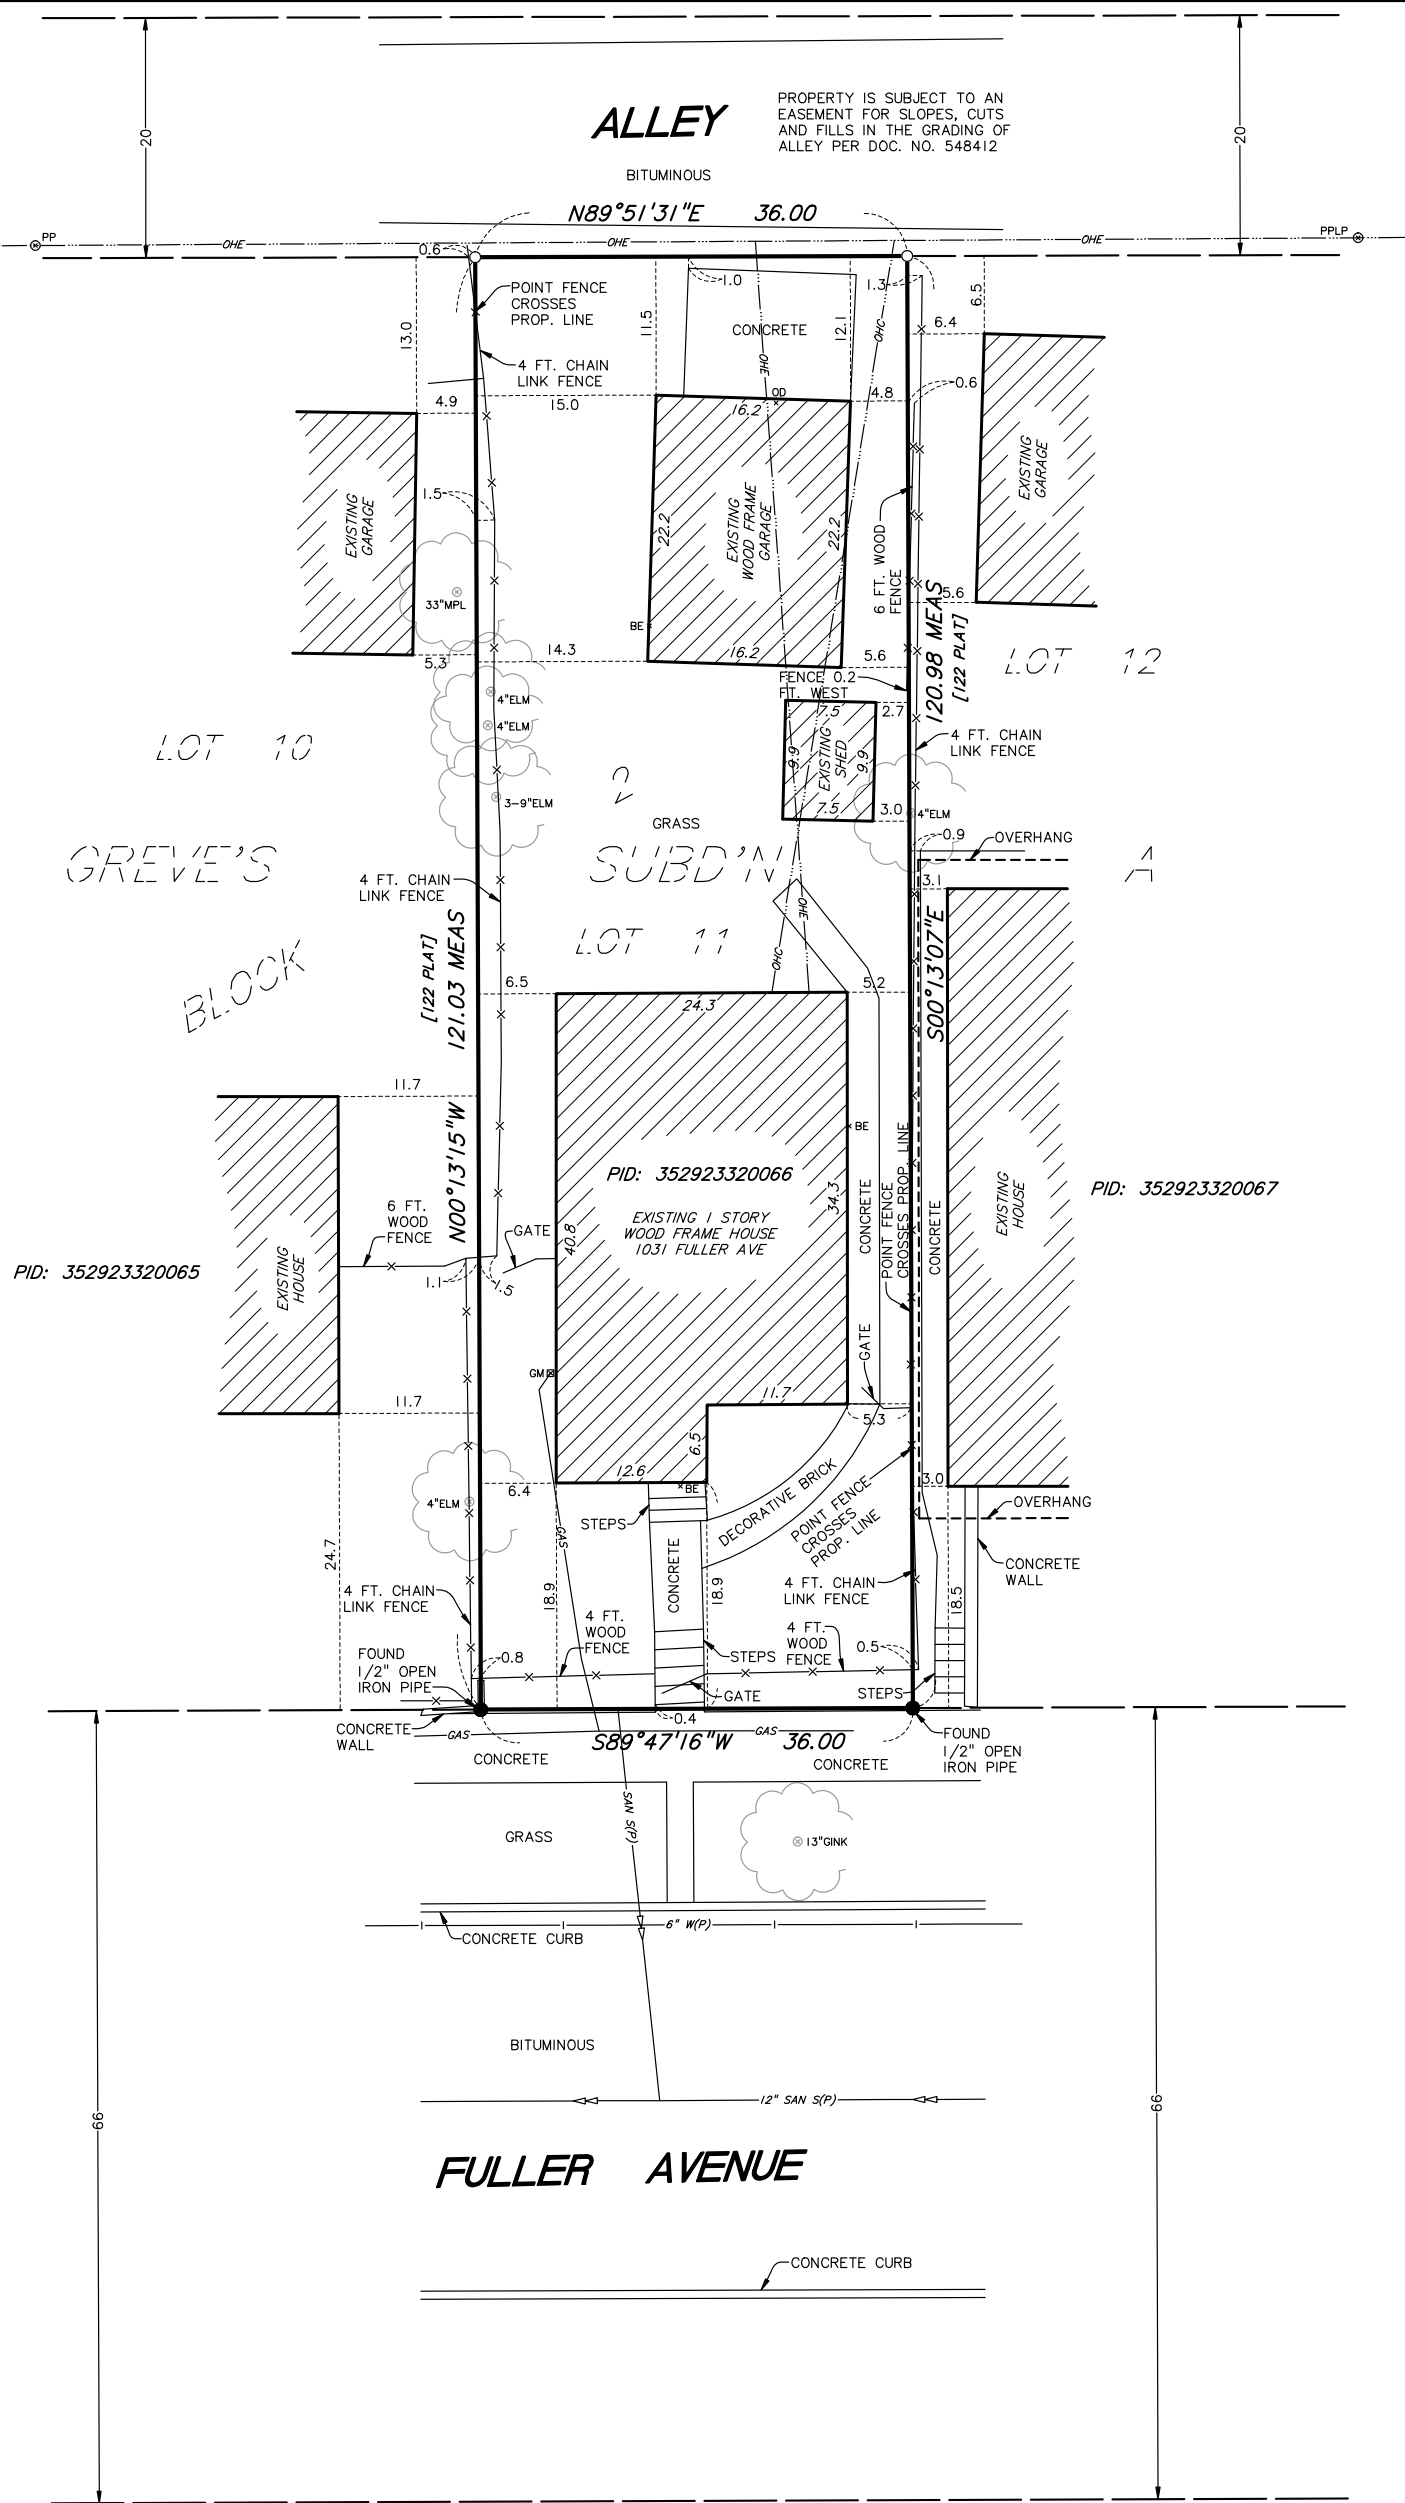 20
ALLEY
PROPERTY IS SUBJECT TO AN
EASEMENT FOR SLOPES, CUTS
AND FILLS IN THE GRADING OF
ALLEY PER DOC. NO. 548412
20
BITUMINOUS
N89°51'31"E 36.00
PP
OHE
OHE
OHE
PPLP
0.6
POINT FENCE
CROSSES
PROP. LINE
1.0
1.3
6.5
13.0
11.5
CONCRETE
12.1
OHC
6.4
4 FT. CHAIN
LINK FENCE
OHE
OD
4.9
15.0
16.2
4.8
0.6
1.5
EXISTING
GARAGE
22.2
EXISTING
WOOD FRAME
GARAGE
22.2
6 FT. WOOD
FENCE
EXISTING
GARAGE
33"MPL
BE
5.6
120.98 MEAS
[122 PLAT]
5.3
14.3
16.2
5.6
LOT 12
FENCE 0.2
FT. WEST
4"ELM
4"ELM
7.5
2.7
LOT 10
4 FT. CHAIN
LINK FENCE
9.9
EXISTING
SHED
9.9
3-9"ELM
2
7.5
3.0
4"ELM
GRASS
0.9
OVERHANG
GREVE'S
SUBD'N
A
4 FT. CHAIN
LINK FENCE
3.1
OHE
[122 PLAT]
121.03 MEAS
LOT 11
S00°13'07"E
BLOCK
OHC
6.5
24.3
5.2
11.7
BE
N00°13'15"W
PID: 352923320066
PID: 352923320067
EXISTING 1 STORY
WOOD FRAME HOUSE
1031 FULLER AVE
34.3
CONCRETE
POINT FENCE
CROSSES PROP. LINE
CONCRETE
EXISTING
HOUSE
6 FT.
WOOD
FENCE
GATE
40.8
PID: 352923320065
EXISTING
HOUSE
1.1
1.5
GATE
GM
11.7
11.7
5.3
6.5
12.6
6.4
BE
DECORATIVE BRICK
3.0
4"ELM
STEPS
POINT FENCE
CROSSES
PROP. LINE
OVERHANG
GAS
24.7
CONCRETE
CONCRETE
WALL
4 FT. CHAIN
LINK FENCE
18.9
18.9
4 FT. CHAIN
LINK FENCE
18.5
4 FT.
WOOD
FENCE
4 FT.
WOOD
FENCE
0.5
FOUND
1/2" OPEN
IRON PIPE
0.8
STEPS
GATE
STEPS
CONCRETE
WALL
0.4
GAS
GAS
S89°47'16"W 36.00
FOUND
1/2" OPEN
IRON PIPE
CONCRETE
CONCRETE
SAN S(P)
GRASS
13"GINK
6" W(P)
CONCRETE CURB
BITUMINOUS
12" SAN S(P)
66
66
FULLER AVENUE
CONCRETE CURB